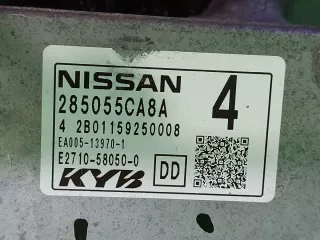 NISSAN 4
285055CA8A
4 2B01159250008
EA005-13970-1
E2710-58050-0 DD
KYB